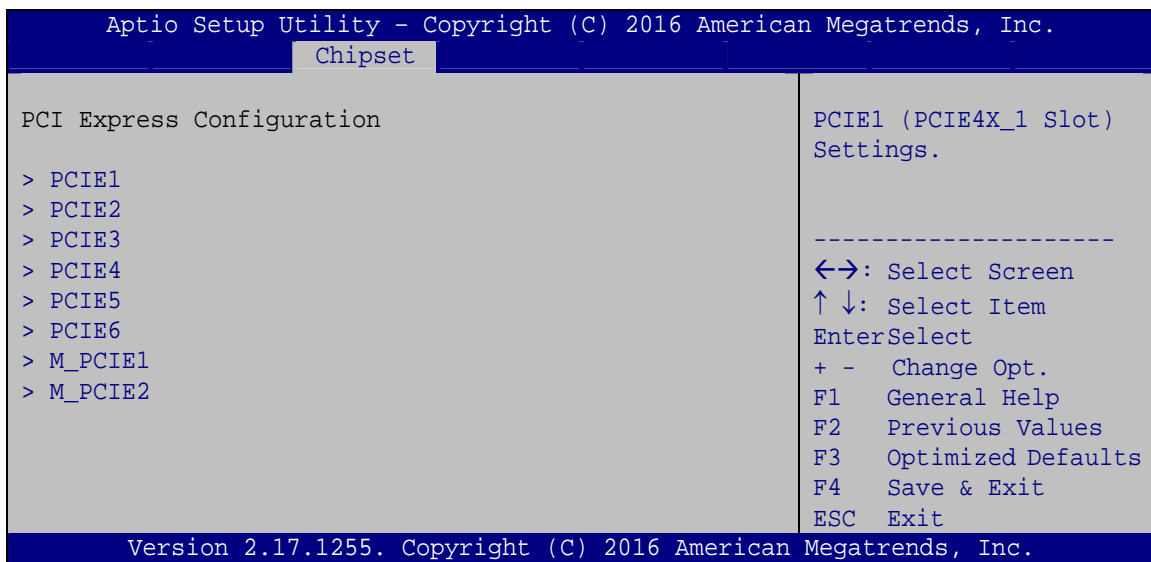 Aptio Setup Utility – Copyright (C) 2016 American Megatrends, Inc.
Chipset
PCI Express Configuration
> PCIE1
> PCIE2
> PCIE3
> PCIE4
> PCIE5
> PCIE6
> M_PCIE1
> M_PCIE2
PCIE1 (PCIE4X_1 Slot)
Settings.
---------------------
←→: Select Screen
↑ ↓: Select Item
EnterSelect
+ - Change Opt.
F1 General Help
F2 Previous Values
F3 Optimized Defaults
F4 Save & Exit
ESC Exit
Version 2.17.1255. Copyright (C) 2016 American Megatrends, Inc.